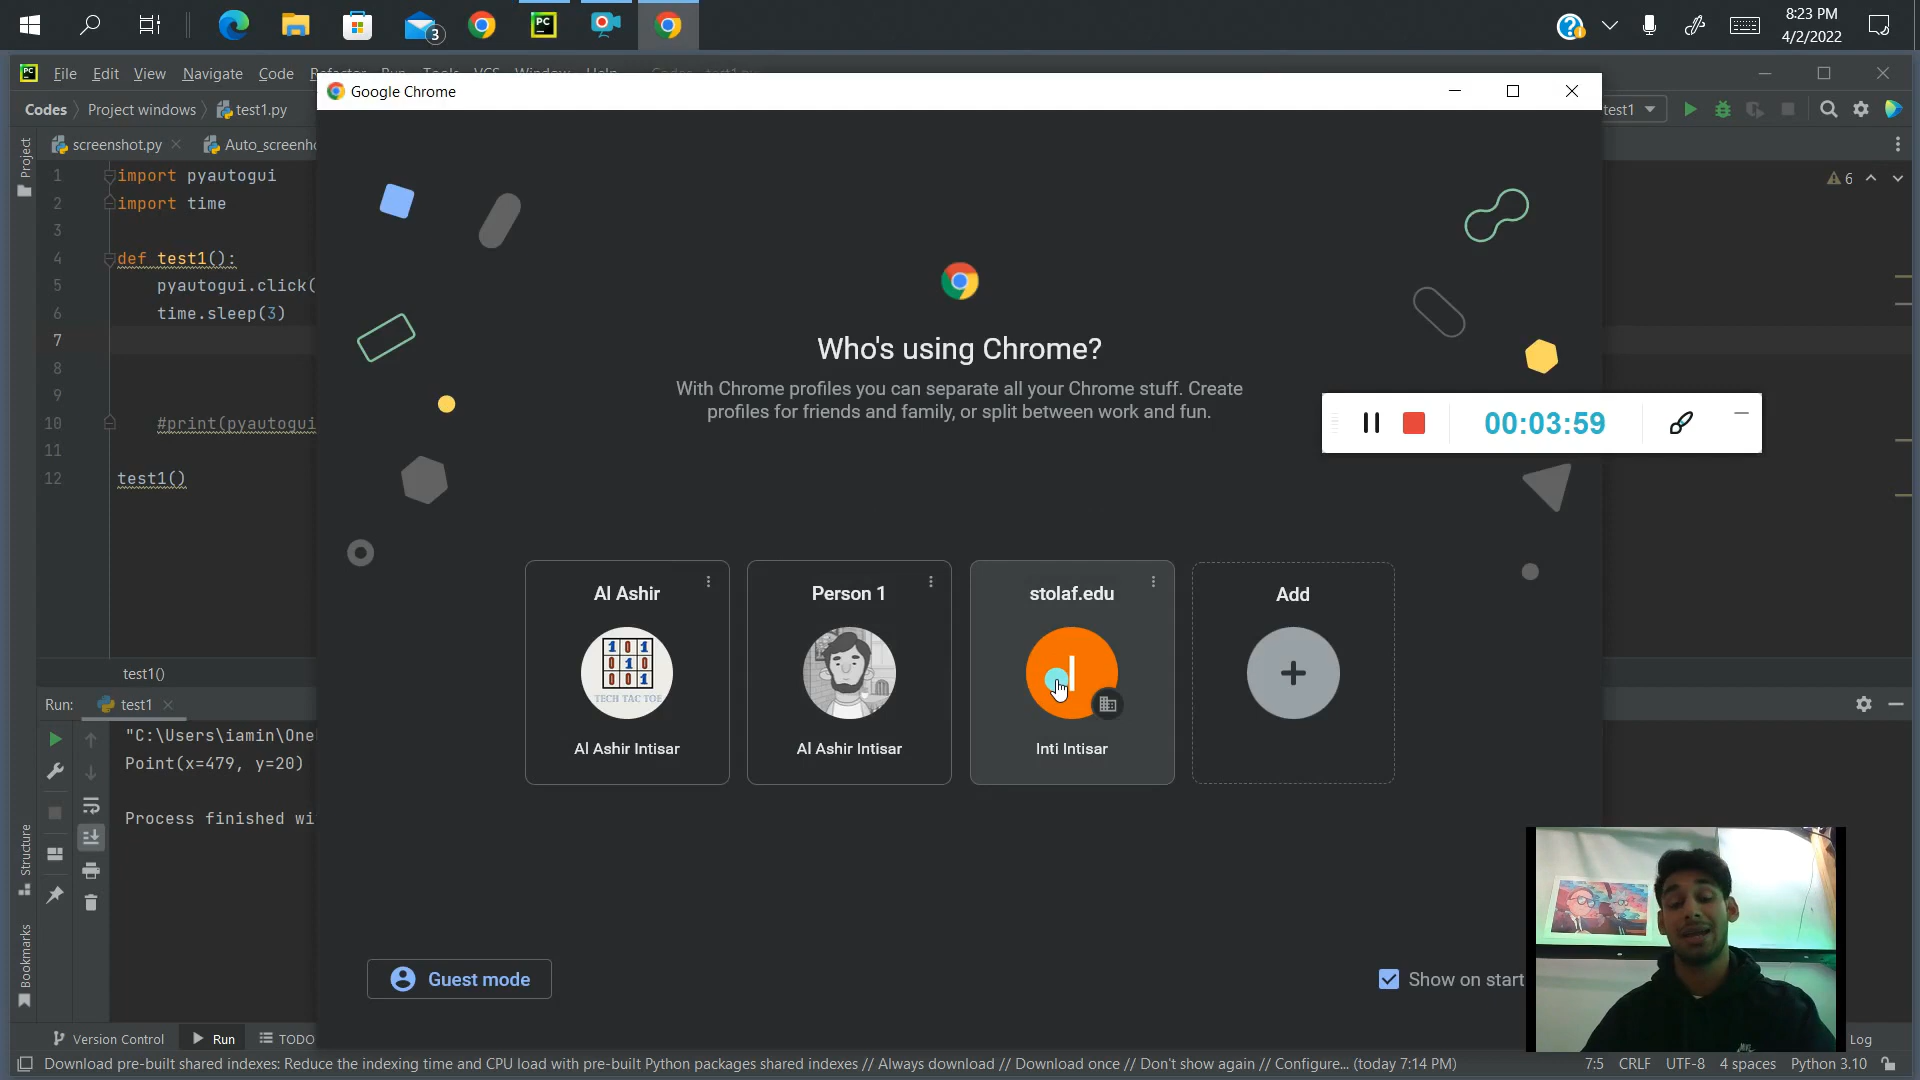 3
8:23 PM
4/2/2022
File Edit View Navigate Code
Google Chrome
Codes Project windows test1.py
test1
Project
screenshot.py
Auto_screensh
1 import pyautogui
2 import time
3
4 def test1():
5 pyautogui.click(
6 time.sleep(3)
7
8
9
10 #print(pyautogui
11
12 test1()
6
Who's using Chrome?
With Chrome profiles you can separate all your Chrome stuff. Create
profiles for friends and family, or split between work and fun.
00:03:59
Al Ashir
Person 1
stolaf.edu
Add
TECH TAC TOE
Al Ashir Intisar
Al Ashir Intisar
Inti Intisar
test1()
Run: test1
"C:\Users\iamin\One
Point(x=479, y=20)
Process finished wi
Structure
Bookmarks
Guest mode
Show on start
Version Control Run TODO
Log
Download pre-built shared indexes: Reduce the indexing time and CPU load with pre-built Python packages shared indexes // Always download // Download once // Don't show again // Configure... (today 7:14 PM)
7:5 CRLF UTF-8 4 spaces Python 3.10